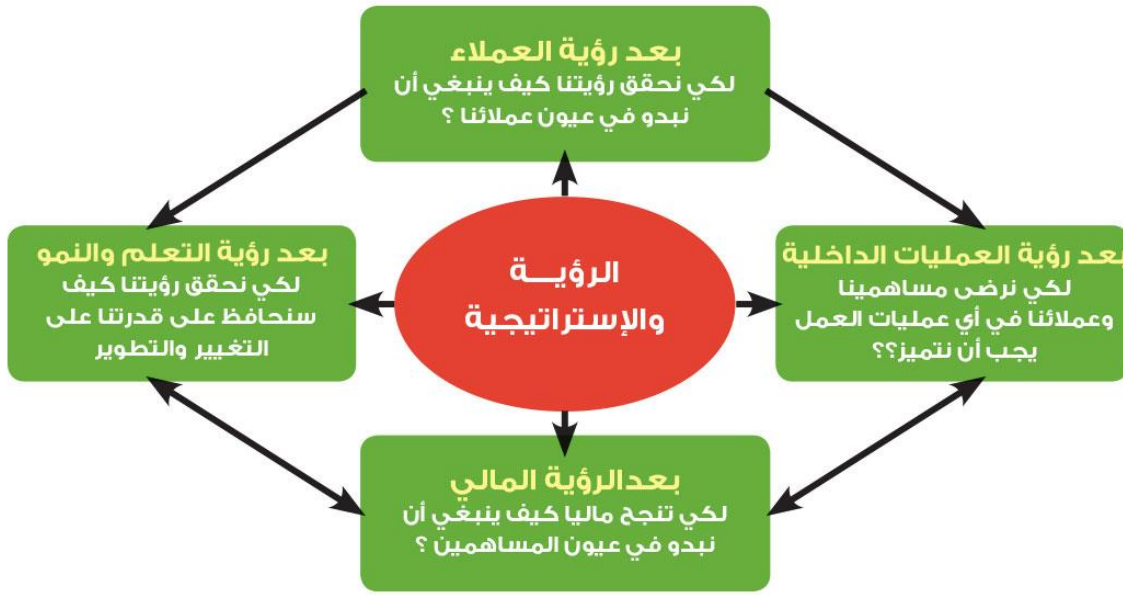 بعد رؤية العملاء
لكي نحقق رؤيتنا كيف ينبغي أن
نبدو في عيون عملائنا ؟
بعد رؤية العمليات الداخلية
لكي نرضى مساهمينا
وعملائنا في أي عمليات العمل
يجب أن نتميز؟؟
الرؤيــة
والإستراتيجية
بعد رؤية التعلم والنمو
لكي نحقق رؤيتنا كيف
سنحافظ على قدرتنا على
التغيير والتطوير
بعدالرؤية المالي
لكي تنجح ماليا كيف ينبغي أن
نبدو في عيون المساهمين ؟